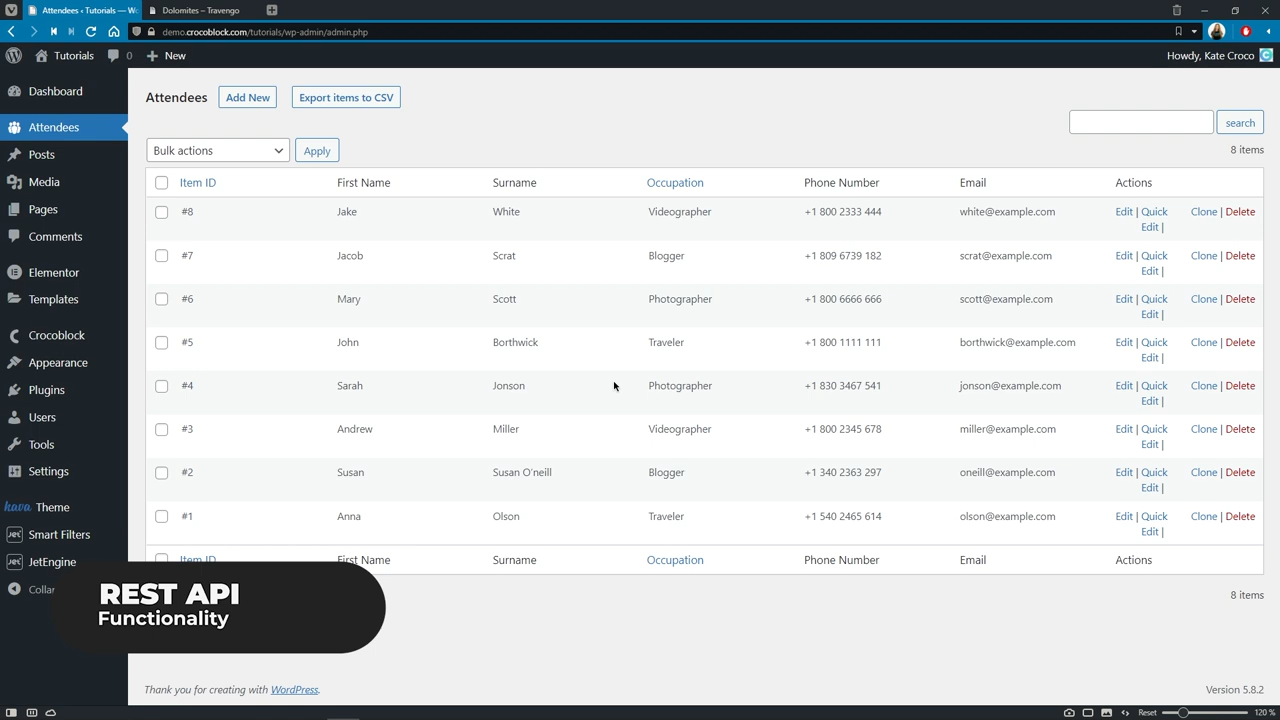 Attendees ‹ Tutorials — Wo
Dolomites – Travengo
demo.crocoblock.com/tutorials/wp-admin/admin.php
Tutorials
0
New
Howdy, Kate Croco
Dashboard
Attendees
Posts
Media
Pages
Comments
Elementor
Templates
Crocoblock
Appearance
Plugins
Users
Tools
Settings
kava Theme
Jet Smart Filters
Jet JetEngine
Collap
Attendees Add New Export items to CSV
search
Bulk actions Apply
8 items
Item ID First Name Surname Occupation Phone Number Email Actions
#8 Jake White Videographer +1 800 2333 444 white@example.com Edit | Quick Clone | Delete
Edit |
#7 Jacob Scrat Blogger +1 809 6739 182 scrat@example.com Edit | Quick Clone | Delete
Edit |
#6 Mary Scott Photographer +1 800 6666 666 scott@example.com Edit | Quick Clone | Delete
Edit |
#5 John Borthwick Traveler +1 800 1111 111 borthwick@example.com Edit | Quick Clone | Delete
Edit |
#4 Sarah Jonson Photographer +1 830 3467 541 jonson@example.com Edit | Quick Clone | Delete
Edit |
#3 Andrew Miller Videographer +1 800 2345 678 miller@example.com Edit | Quick Clone | Delete
Edit |
#2 Susan Susan O'neill Blogger +1 340 2363 297 oneill@example.com Edit | Quick Clone | Delete
Edit |
#1 Anna Olson Traveler +1 540 2465 614 olson@example.com Edit | Quick Clone | Delete
Edit |
Item ID First Name Surname Occupation Phone Number Email Actions
8 items
REST API
Functionality
Thank you for creating with WordPress.
Version 5.8.2
Reset
120 %